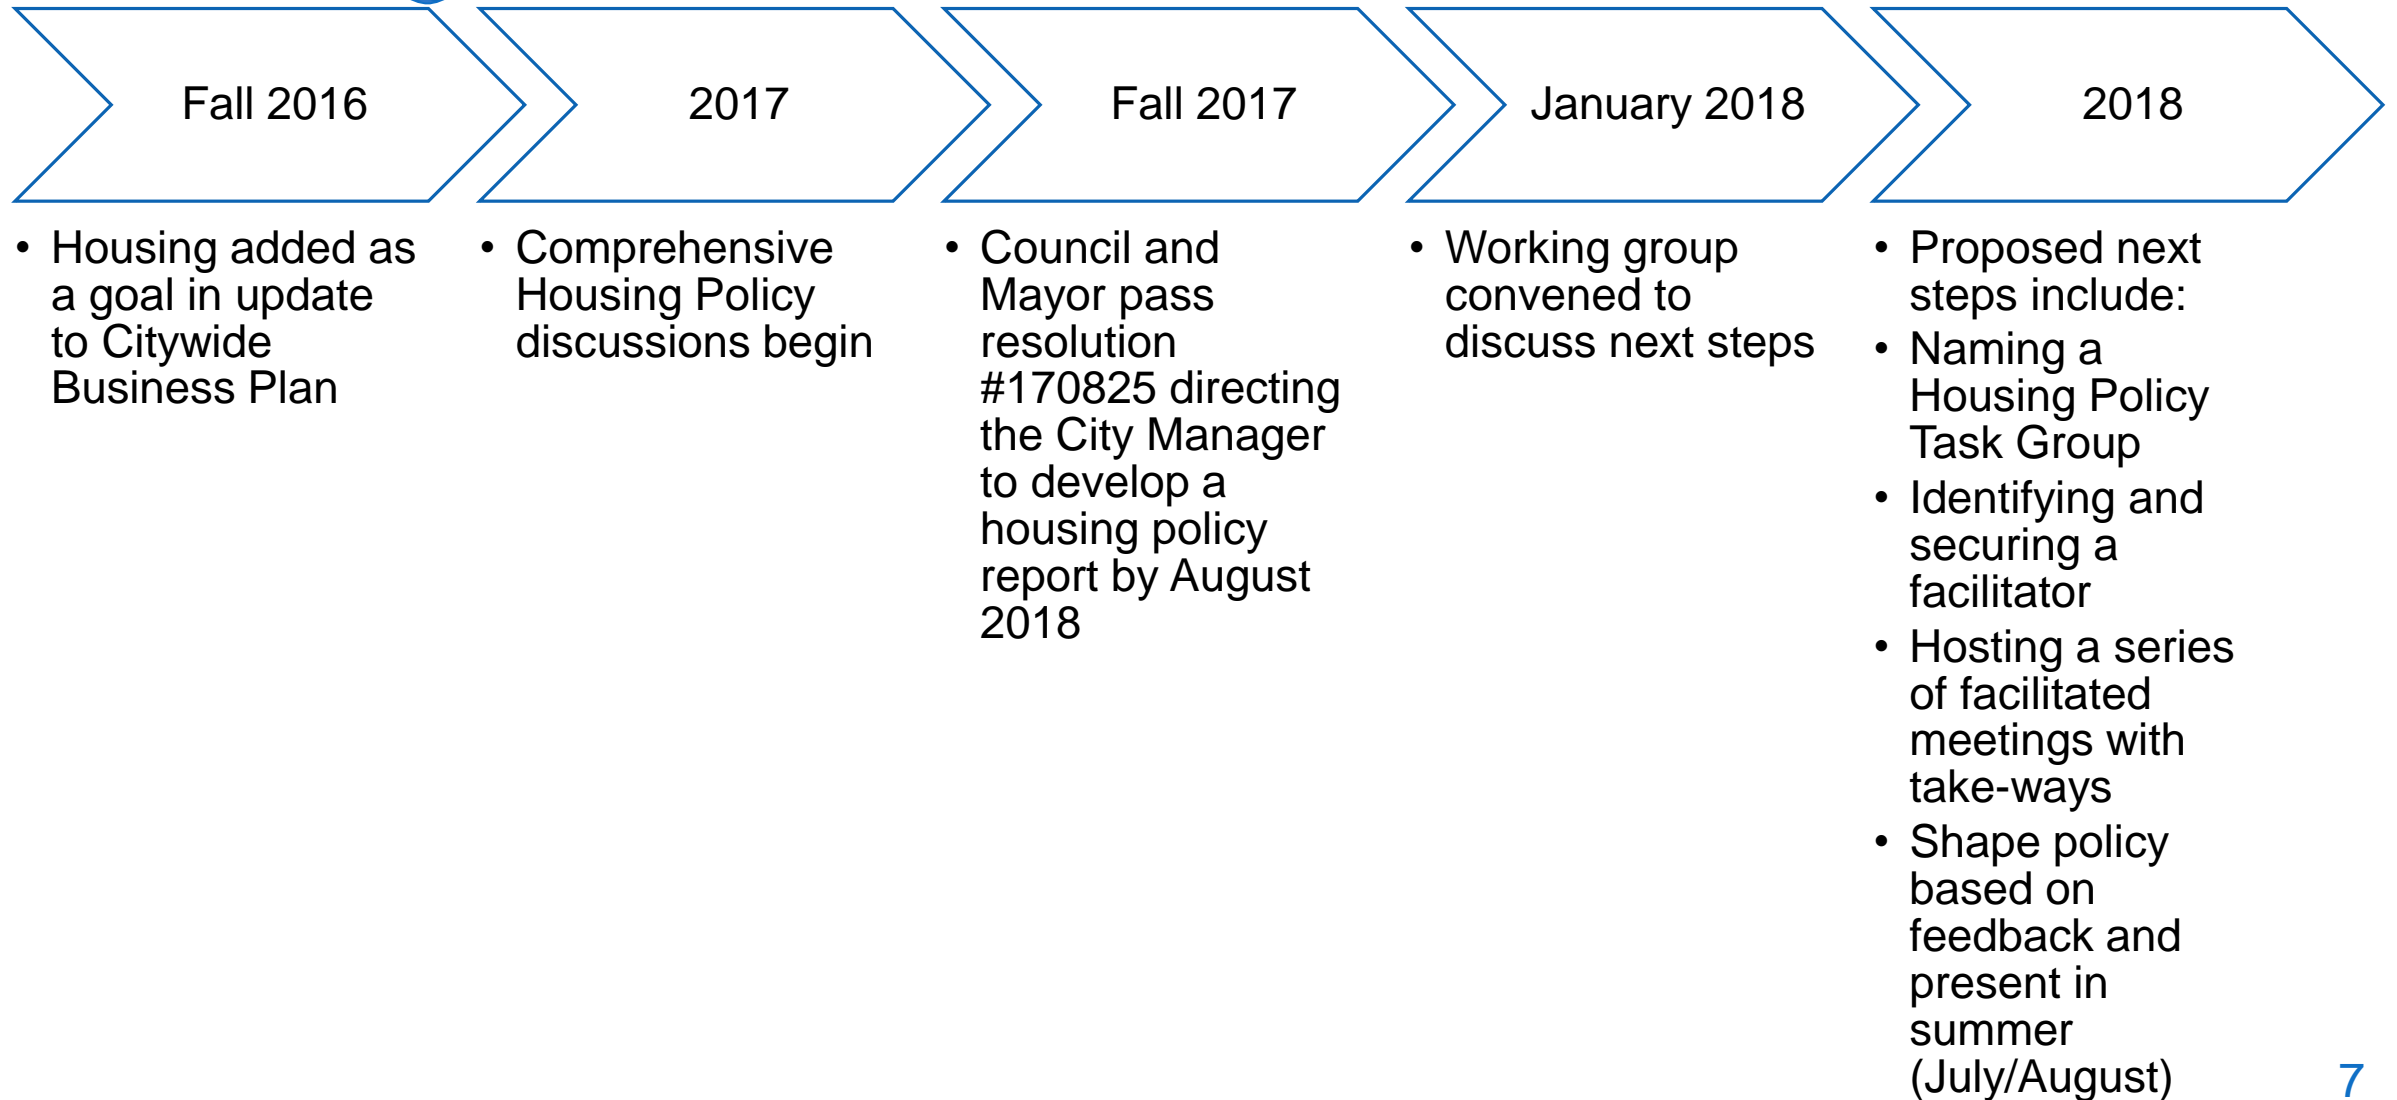 Fall 2016
• Housing added as
a goal in update
to Citywide
Business Plan
2017
• Comprehensive
Housing Policy
discussions begin
Fall 2017
• Council and
Mayor pass
resolution
#170825 directing
the City Manager
to develop a
housing policy
report by August
2018
January 2018
• Working group
convened to
discuss next steps
2018
• Proposed next
steps include:
• Naming a
Housing Policy
Task Group
• Identifying and
securing a
facilitator
• Hosting a series
of facilitated
meetings with
take-ways
• Shape policy
based on
feedback and
present in
summer
(July/August)
7